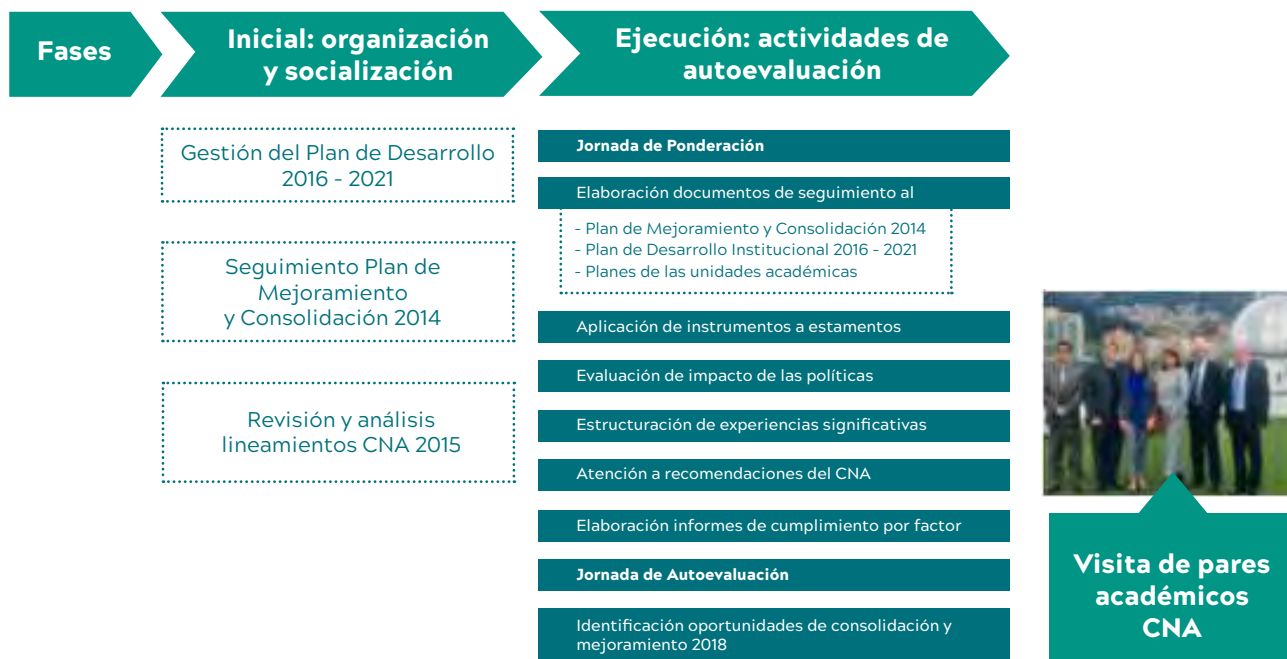 Fases
Inicial: organización
y socialización
Ejecución: actividades de
autoevaluación
Gestión del Plan de Desarrollo
2016 - 2021
Seguimiento Plan de
Mejoramiento
y Consolidación 2014
Revisión y análisis
lineamientos CNA 2015
Jornada de Ponderación
Elaboración documentos de seguimiento al
- Plan de Mejoramiento y Consolidación 2014
- Plan de Desarrollo Institucional 2016 - 2021
- Planes de las unidades académicas
Aplicación de instrumentos a estamentos
Evaluación de impacto de las políticas
Estructuración de experiencias significativas
Atención a recomendaciones del CNA
Elaboración informes de cumplimiento por factor
Jornada de Autoevaluación
Identificación oportunidades de consolidación y
mejoramiento 2018
Visita de pares
académicos
CNA